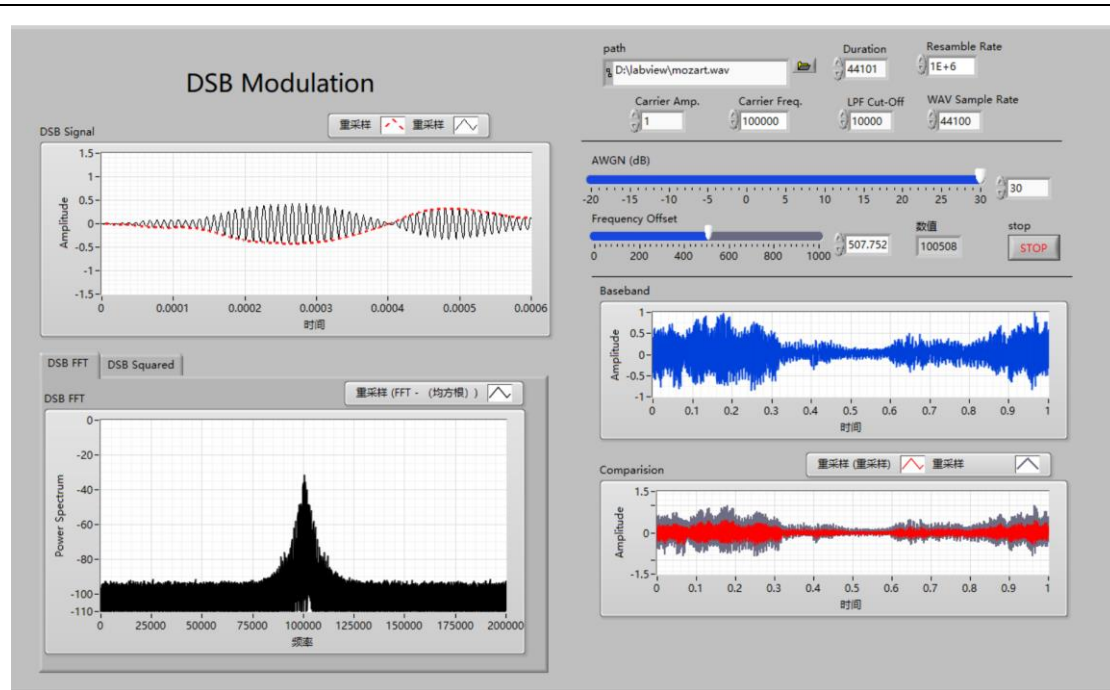 DSB Modulation
path
D:\labview\mozart.wav
Duration
44101
Resamble Rate
1E+6
Carrier Amp.
1
Carrier Freq.
100000
LPF Cut-Off
10000
WAV Sample Rate
44100
DSB Signal
重采样 重采样
1.5
1
0.5
0
-0.5
-1
-1.5
Amplitude
0 0.0001 0.0002 0.0003 0.0004 0.0005 0.0006
时间
AWGN (dB)
-20 -15 -10 -5 0 5 10 15 20 25 30
30
Frequency Offset
0 200 400 600 800 1000
507.752
数值
100508
stop
STOP
DSB FFT DSB Squared
DSB FFT
重采样 (FFT - （均方根）)
0
-20
-40
-60
-80
-100
-110
Power Spectrum
0 25000 50000 75000 100000 125000 150000 175000 200000
频率
Baseband
1
0.5
0
-0.5
-1
Amplitude
0 0.1 0.2 0.3 0.4 0.5 0.6 0.7 0.8 0.9 1
时间
Comparision
重采样 (重采样) 重采样
1.5
0
-1.5
Amplitude
0 0.1 0.2 0.3 0.4 0.5 0.6 0.7 0.8 0.9 1
时间